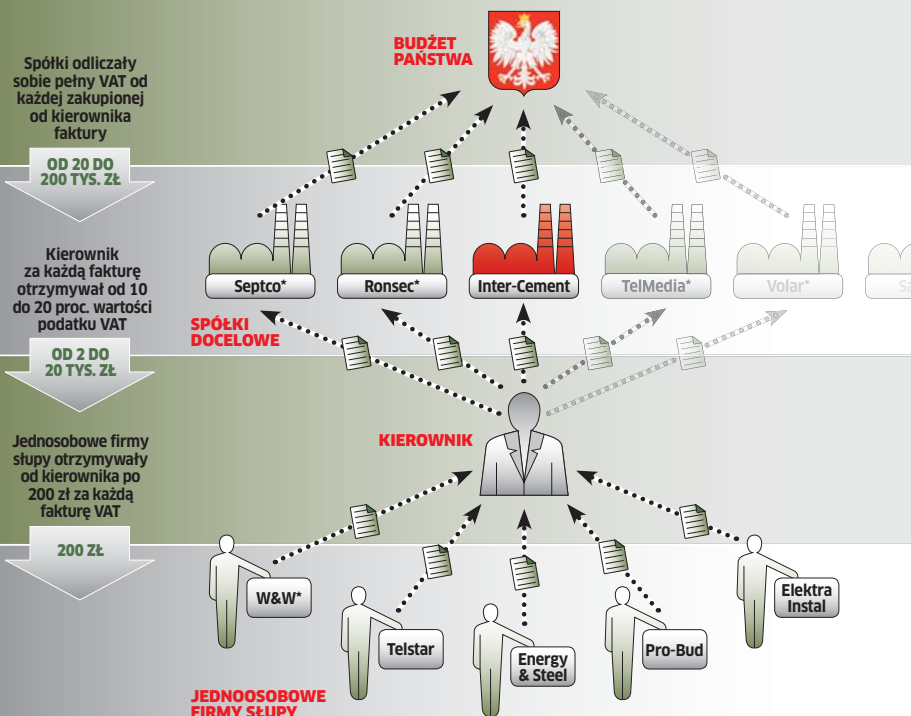 BUDŻET
PAŃSTWA
Spółki odliczały
sobie pełny VAT od
każdej zakupionej
od kierownika
faktury
OD 20 DO
200 TYS. ZŁ
Kierownik
za każdą fakturę
otrzymywał od 10
do 20 proc. wartości
podatku VAT
OD 2 DO
20 TYS. ZŁ
Septco*
Ronsec*
Inter-Cement
TelMedia*
Volar*
SPÓŁKI
DOCELOWE
KIEROWNIK
Jednosobowe firmy
słupy otrzymywały
od kierownika po
200 zł za każdą
fakturę VAT
200 ZŁ
W&W*
Telstar
Energy
& Steel
Pro-Bud
Elektra
Instal
JEDNOOSOBOWE
FIRMY SŁUPY